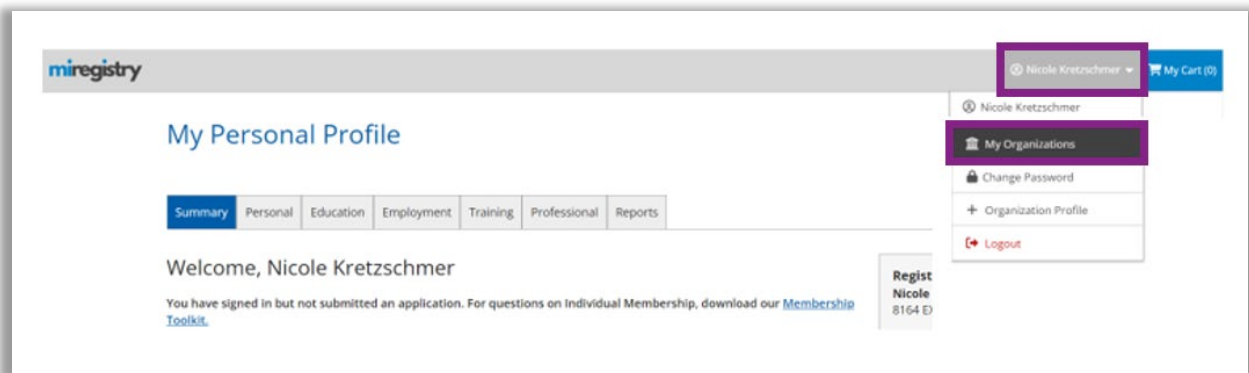 miregistry
Nicole Kretzschmer
My Cart (0)
Nicole Kretzschmer
My Organizations
Change Password
Organization Profile
Logout
My Personal Profile
Summary Personal Education Employment Training Professional Reports
Welcome, Nicole Kretzschmer
You have signed in but not submitted an application. For questions on Individual Membership, download our Membership
Toolkit.
Regist
Nicole
8164